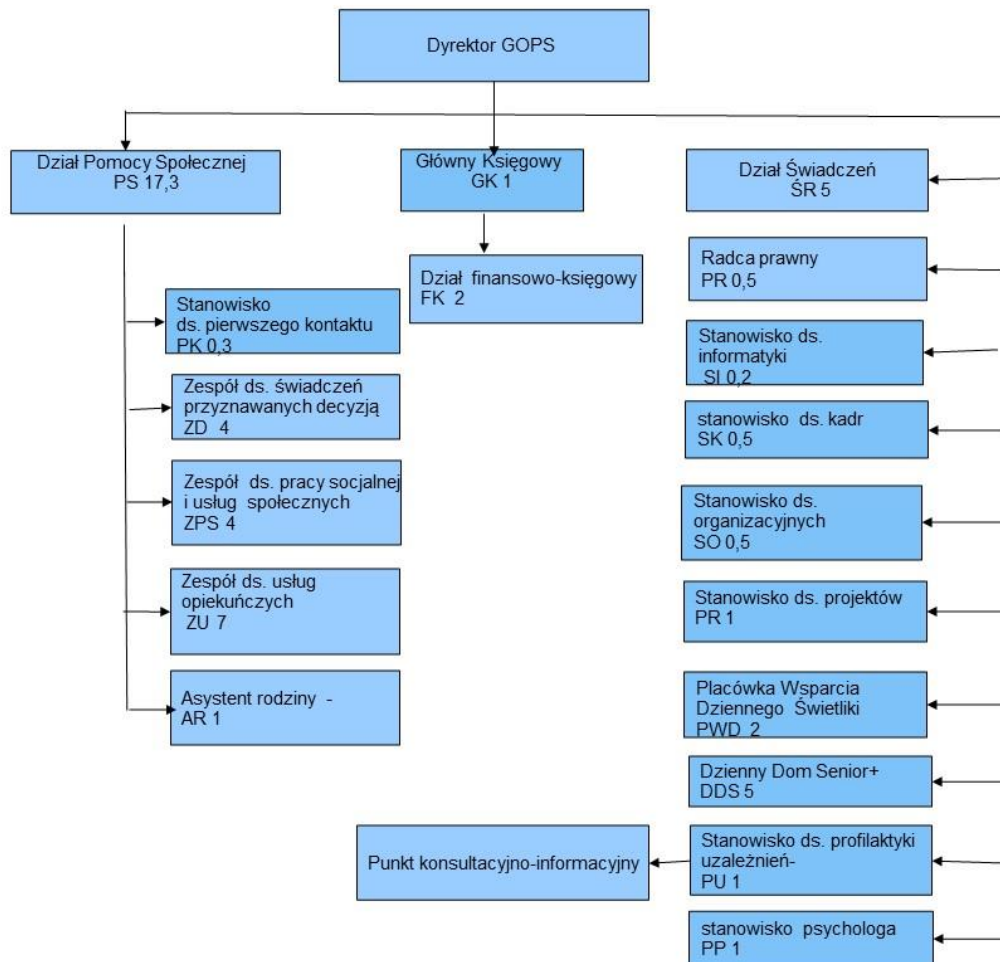 Dyrektor GOPS
Dział Pomocy Społecznej
PS 17,3
Główny Księgowy
GK 1
Dział Świadczeń
ŚR 5
Dział finansowo-księgowy
FK 2
Radca prawny
PR 0,5
Stanowisko
ds. pierwszego kontaktu
PK 0,3
Stanowisko ds.
informatyki
SI 0,2
Zespół ds. świadczeń
przyznawanych decyzją
ZD 4
stanowisko ds. kadr
SK 0,5
Zespół ds. pracy socjalnej
i usług społecznych
ZPS 4
Stanowisko ds.
organizacyjnych
SO 0,5
Zespół ds. usług
opiekuńczych
ZU 7
Stanowisko ds. projektów
PR 1
Asystent rodziny -
AR 1
Placówka Wsparcia
Dziennego Świetliki
PWD 2
Dzienny Dom Senior+
DDS 5
Punkt konsultacyjno-informacyjny
Stanowisko ds. profilaktyki
uzależnień-
PU 1
stanowisko psychologa
PP 1